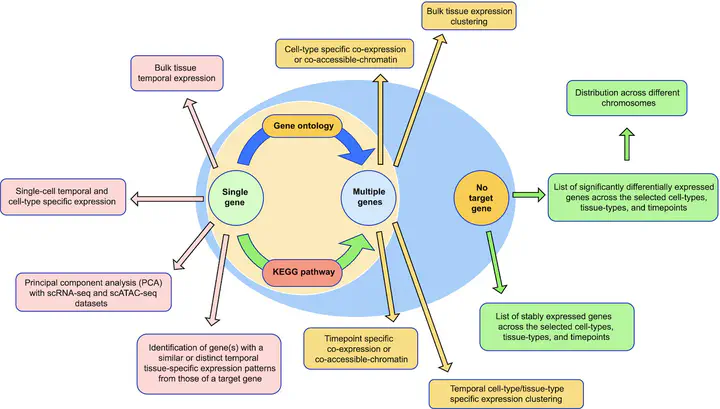 Bulk tissue expression
clustering
Cell-type specific co-expression
or co-accessible-chromatin
Bulk tissue
temporal expression
Distribution across different
chromosomes
Gene ontology
Single-cell temporal and
cell-type specific expression
Single
gene
Multiple
genes
No
target
gene
List of significantly differentially expressed
genes across the selected cell-types,
tissue-types, and timepoints
KEGG pathway
Principal component analysis (PCA)
with scRNA-seq and scATAC-seq
datasets
List of stably expressed genes
across the selected cell-types,
tissue-types, and timepoints
Identification of gene(s) with a
similar or distinct temporal
tissue-specific expression patterns
from those of a target gene
Timepoint specific
co-expression or
co-accessible-chromatin
Temporal cell-type/tissue-type
specific expression clustering